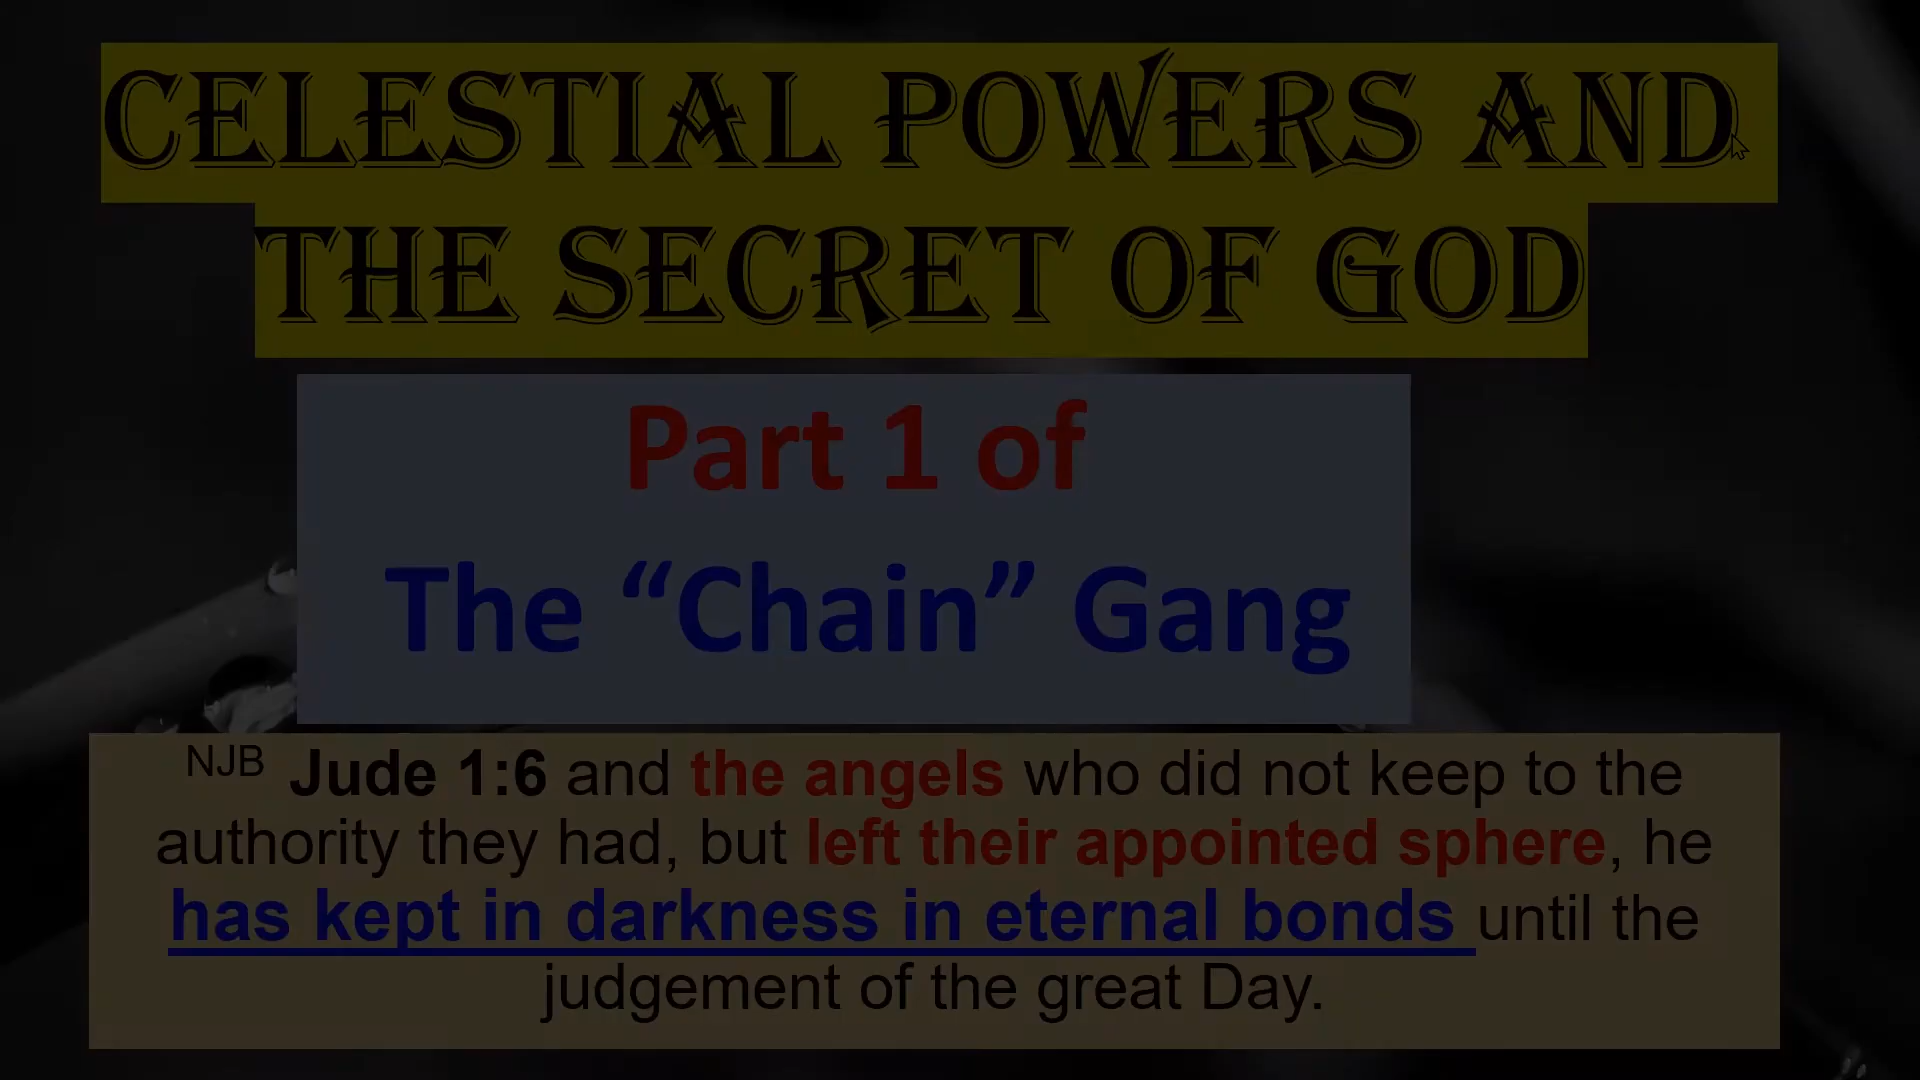 CELESTIAL POWERS AND
THE SECRET OF GOD
Part 1 of
The “Chain” Gang
NJB Jude 1:6 and the angels who did not keep to the
authority they had, but left their appointed sphere, he
has kept in darkness in eternal bonds until the
judgement of the great Day.